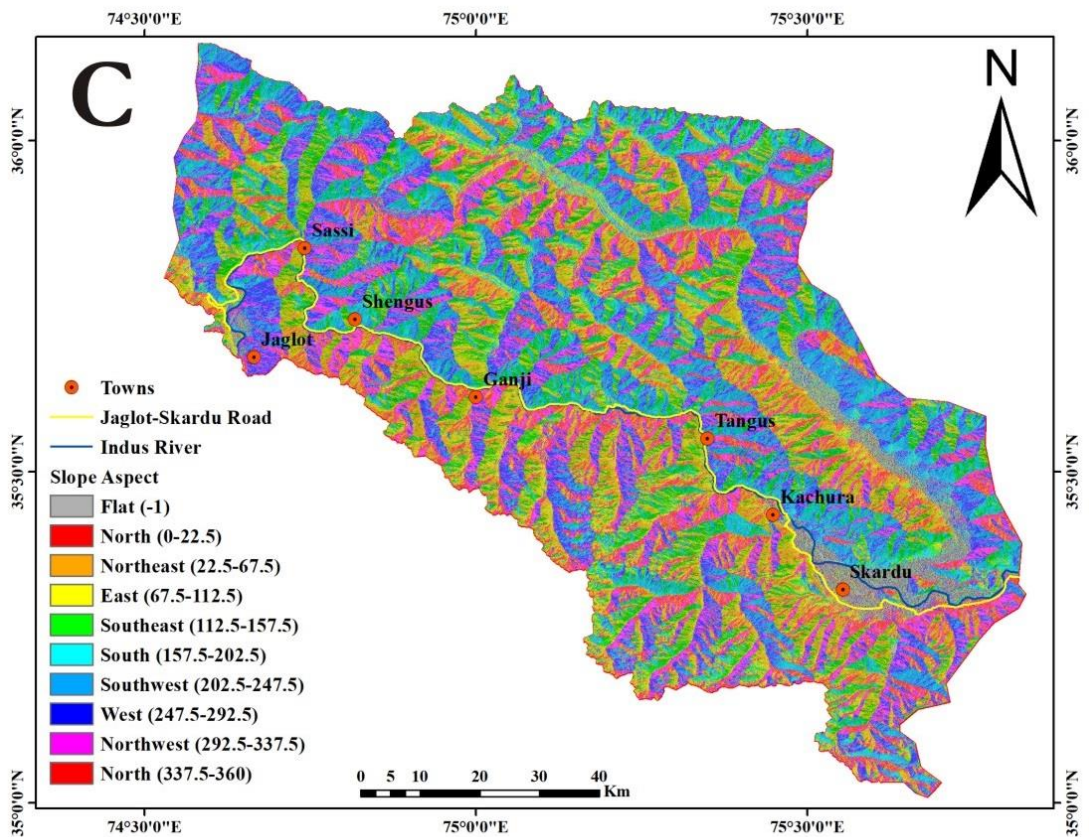 74°30'0"E 75°0'0"E 75°30'0"E
C
N
36°0'0"N 36°0'0"N
Sassi
Shengus
Jaglot
Ganji
Tangus
Kachura
Skardu
35°30'0"N 35°30'0"N
Towns
Jaglot-Skardu Road
Indus River
Slope Aspect
Flat (-1)
North (0-22.5)
Northeast (22.5-67.5)
East (67.5-112.5)
Southeast (112.5-157.5)
South (157.5-202.5)
Southwest (202.5-247.5)
West (247.5-292.5)
Northwest (292.5-337.5)
North (337.5-360)
0 5 10 20 30 40
Km
35°0'0"N 35°0'0"N
74°30'0"E 75°0'0"E 75°30'0"E